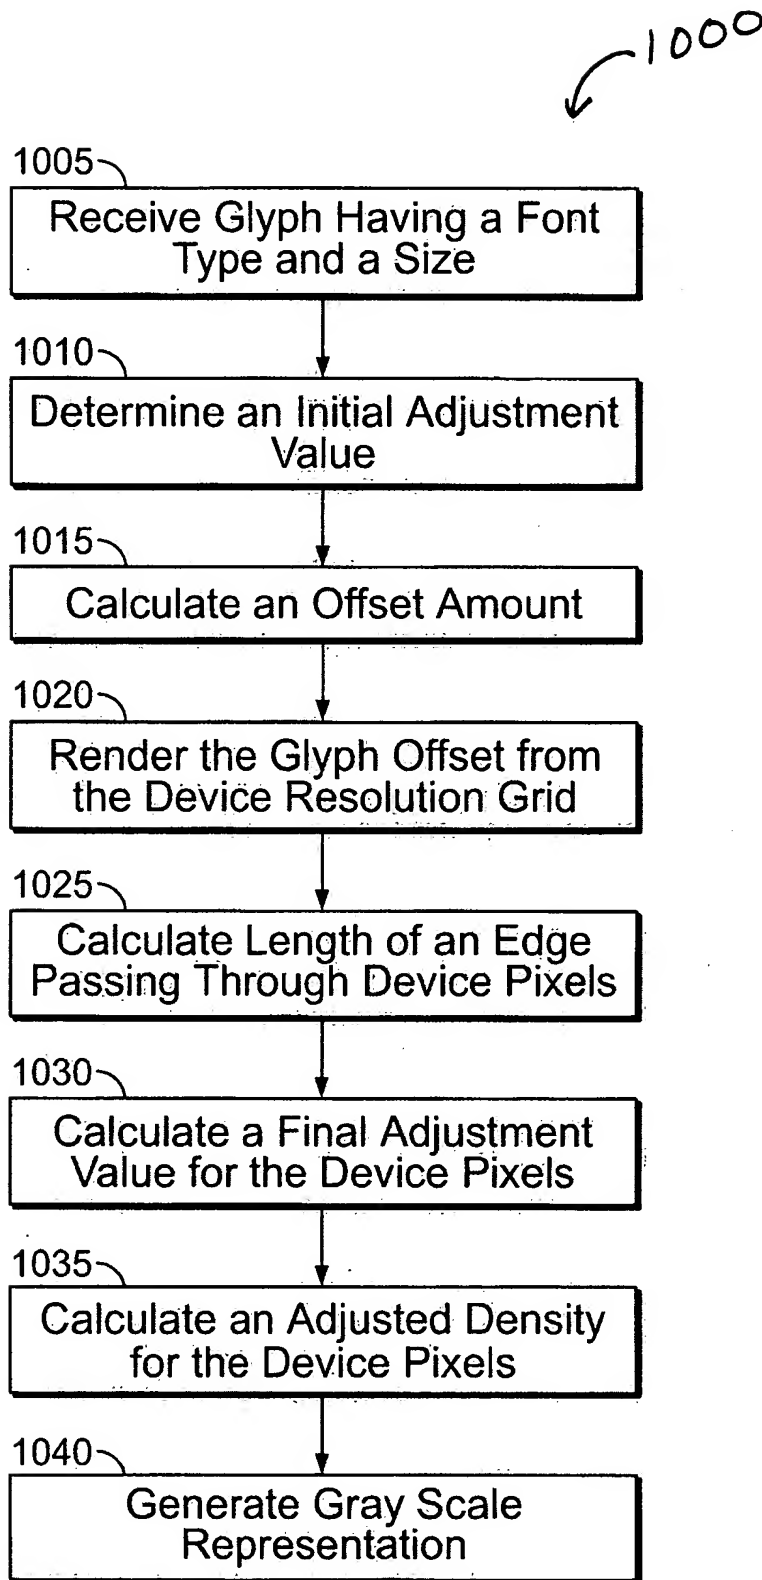 1000
1005
Receive Glyph Having a Font
Type and a Size
1010
Determine an Initial Adjustment
Value
1015
Calculate an Offset Amount
1020
Render the Glyph Offset from
the Device Resolution Grid
1025
Calculate Length of an Edge
Passing Through Device Pixels
1030
Calculate a Final Adjustment
Value for the Device Pixels
1035
Calculate an Adjusted Density
for the Device Pixels
1040
Generate Gray Scale
Representation